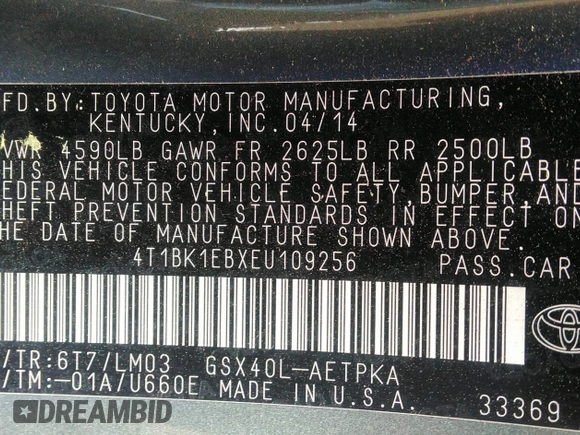 FD.BY:TOYOTA MOTOR MANUFACTURING,
KENTUCKY,INC.04/14
VWR 4590LB GAWR FR 2625LB RR 2500LB
HIS VEHICLE CONFORMS TO ALL APPLICABLE
EDERAL MOTOR VEHICLE SAFETY,BUMPER,AND
HEFT PREVENTION STANDARDS IN EFFECT ON
THE DATE OF MANUFACTURE SHOWN ABOVE.
4T1BK1EBXEU109256 PASS.CAR
/TR:6T7/LM03 GSX40L-AETPKA
/TM:-01A/U660E MADE IN U.S.A. 33369
TOYOTA
DREAMBID